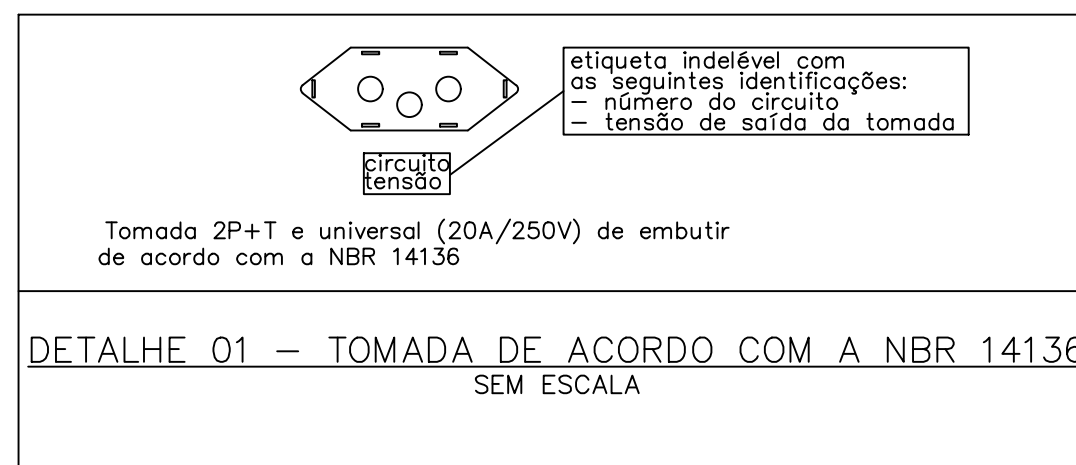 etiqueta indelével com
as seguintes identificações:
– número do circuito
– tensão de saída da tomada
circuito
tensão
Tomada 2P+T e universal (20A/250V) de embutir
de acordo com a NBR 14136
DETALHE 01 – TOMADA DE ACORDO COM A NBR 14136
SEM ESCALA